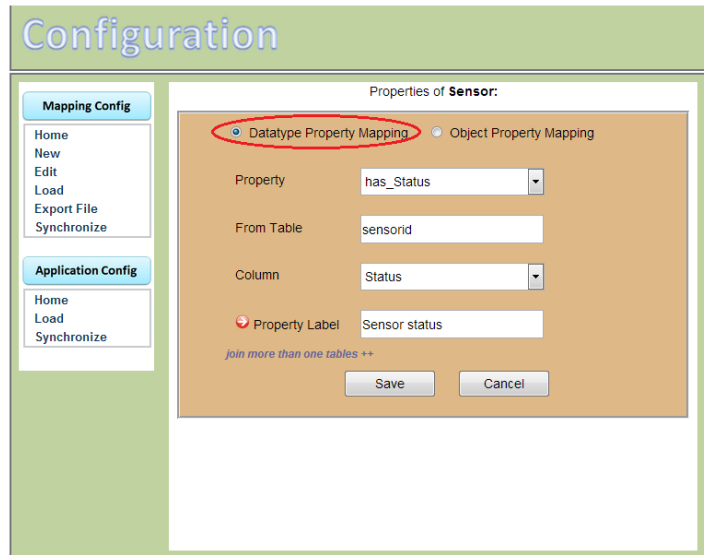 Configuration
Mapping Config
Home
New
Edit
Load
Export File
Synchronize
Application Config
Home
Load
Synchronize
Properties of Sensor:
Datatype Property Mapping Object Property Mapping
Property has_Status
From Table sensorid
Column Status
Property Label Sensor status
join more than one tables ++
Save Cancel